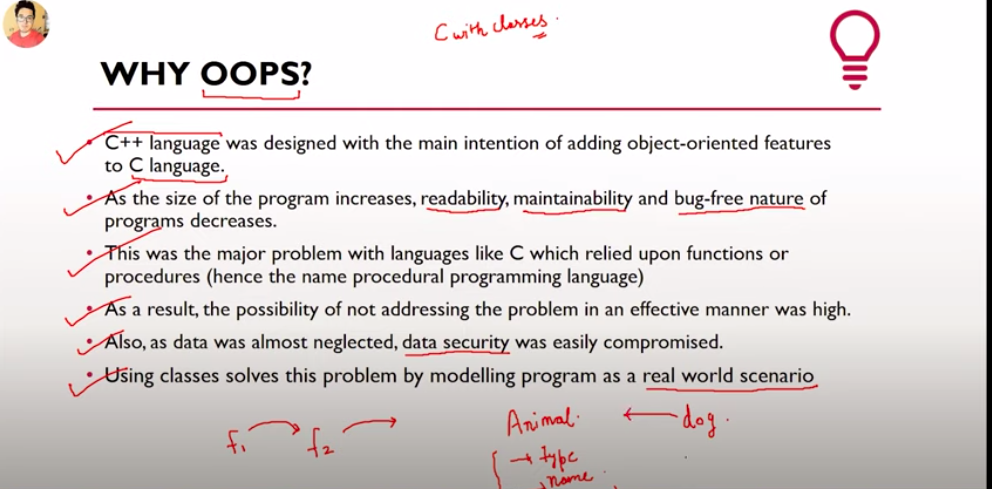 C with classes.
WHY OOPS?
• C++ language was designed with the main intention of adding object-oriented features
to C language.
• As the size of the program increases, readability, maintainability and bug-free nature of
programs decreases.
• This was the major problem with languages like C which relied upon functions or
procedures (hence the name procedural programming language)
• As a result, the possibility of not addressing the problem in an effective manner was high.
• Also, as data was almost neglected, data security was easily compromised.
• Using classes solves this problem by modelling program as a real world scenario
f1 f2 Animal. dog.
type
name